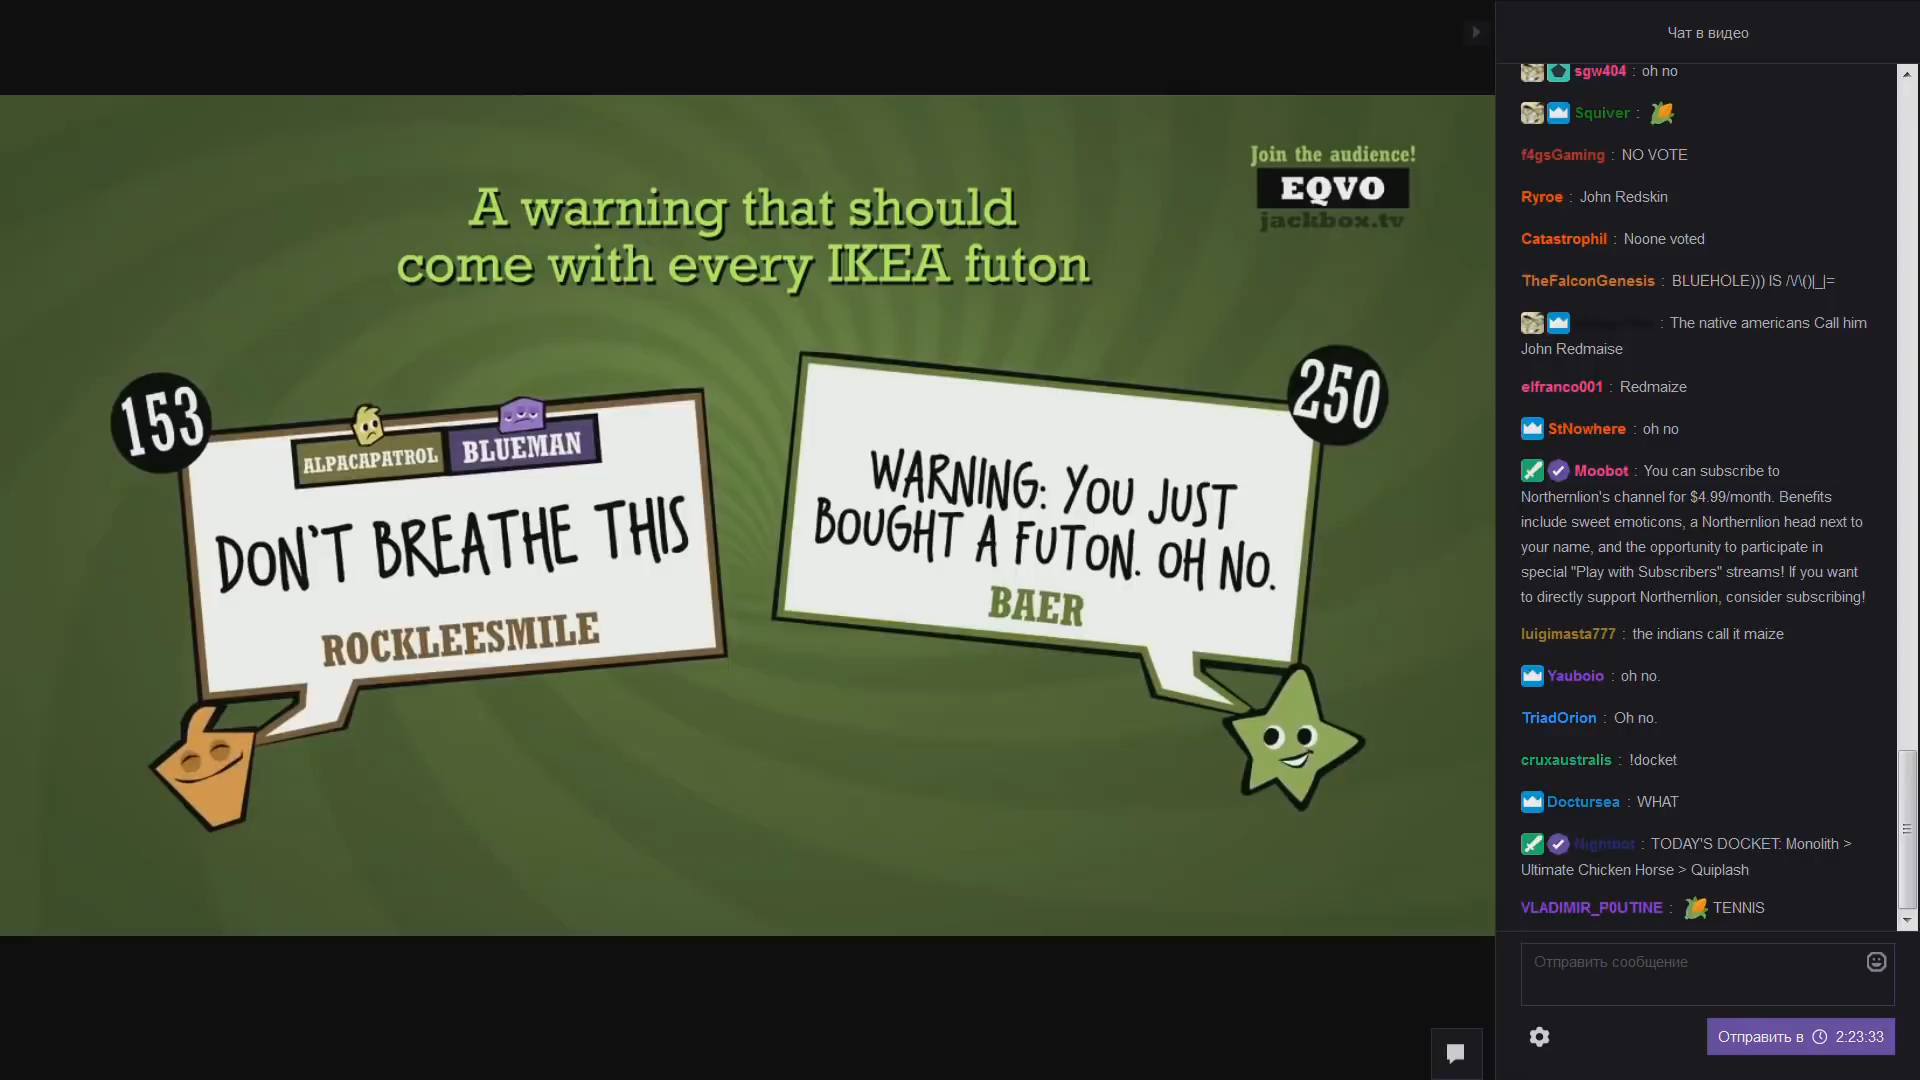 Join the audience!
EQVO
jackbox.tv
A warning that should
come with every IKEA futon
153
ALPACAPATROL
BLUEMAN
DON'T BREATHE THIS
ROCKLEESMILE
250
WARNING: YOU JUST
BOUGHT A FUTON. OH NO.
BAER
Чат в видео
sgw404 : oh no
Squiver :
f4gsGaming : NO VOTE
Ryroe : John Redskin
Catastrophil : Noone voted
TheFalconGenesis : BLUEHOLE))) IS /\/\()|_|=
: The native americans Call him
John Redmaise
elfranco001 : Redmaize
StNowhere : oh no
Moobot : You can subscribe to
Northernlion's channel for $4.99/month. Benefits
include sweet emoticons, a Northernlion head next to
your name, and the opportunity to participate in
special "Play with Subscribers" streams! If you want
to directly support Northernlion, consider subscribing!
luigimasta777 : the indians call it maize
Yauboio : oh no.
TriadOrion : Oh no.
cruxaustralis : !docket
Doctursea : WHAT
Nightbot : TODAY'S DOCKET: Monolith >
Ultimate Chicken Horse > Quiplash
VLADIMIR_P0UTINE : TENNIS
Отправить сообщение
Отправить в 2:23:33